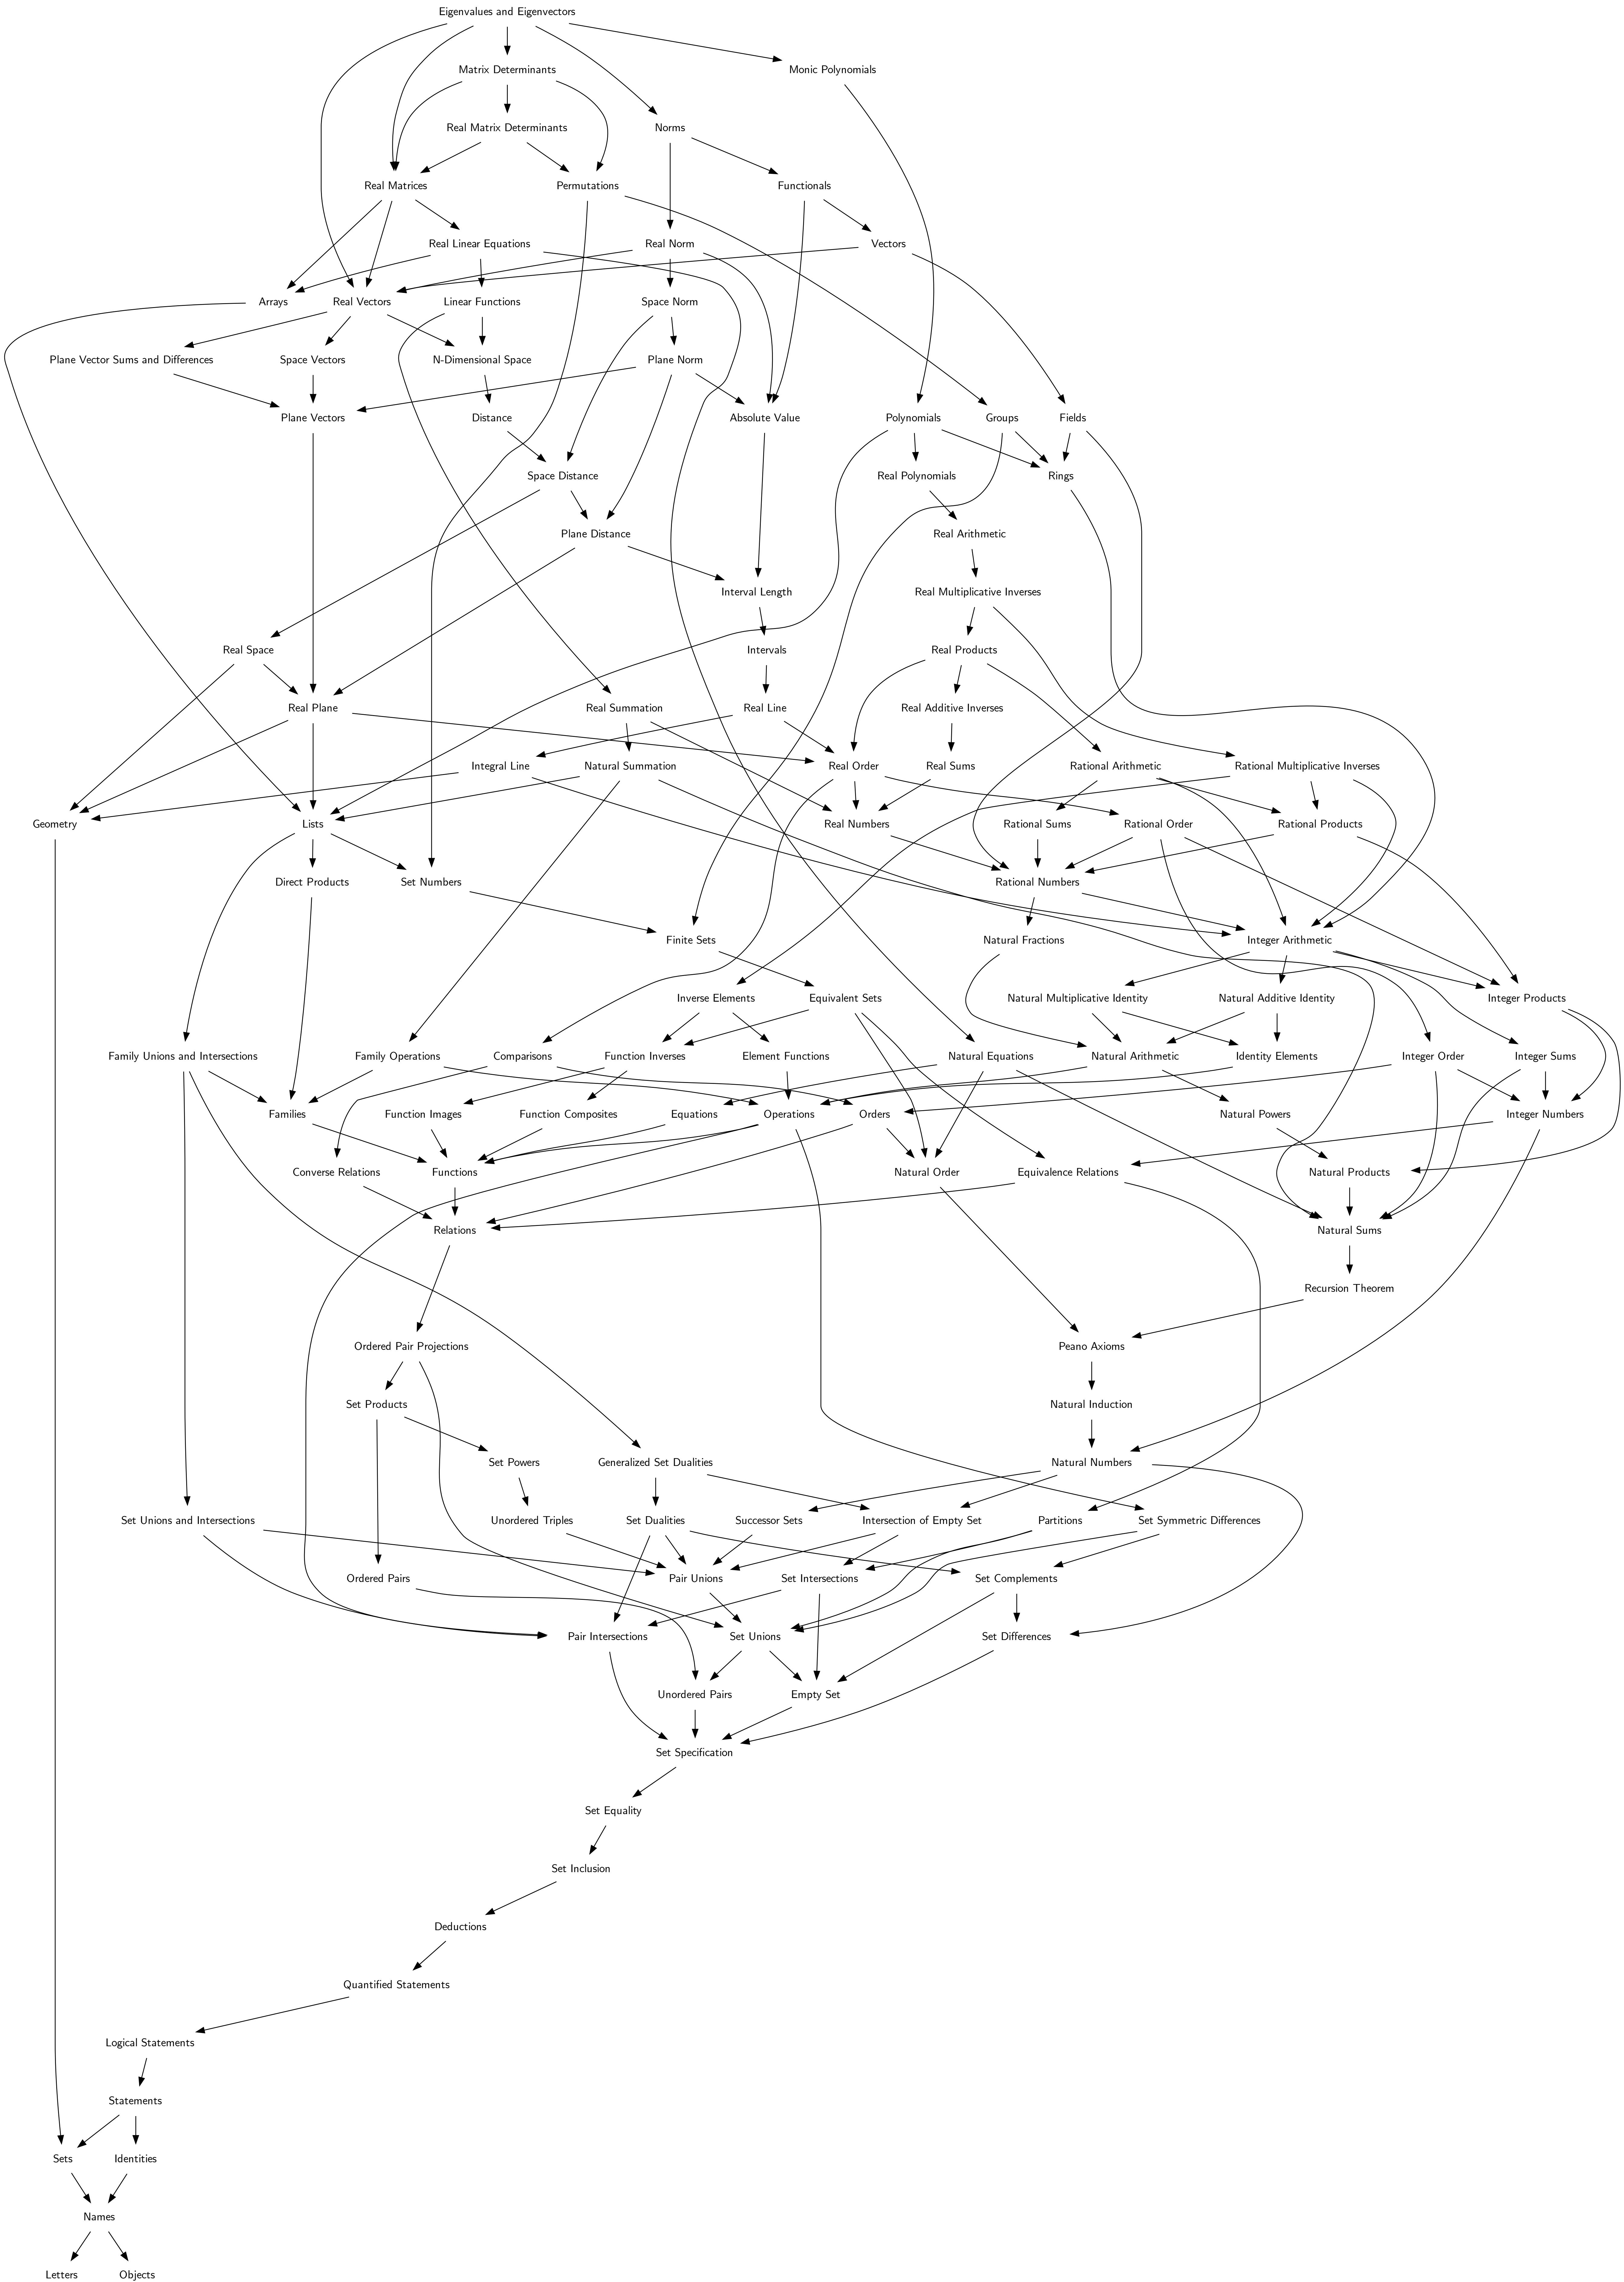 Eigenvalues and Eigenvectors
Matrix Determinants
Monic Polynomials
Real Matrix Determinants
Norms
Real Matrices
Permutations
Functionals
Real Linear Equations
Real Norm
Vectors
Arrays
Real Vectors
Linear Functions
Space Norm
Plane Vector Sums and Differences
Space Vectors
N-Dimensional Space
Plane Norm
Plane Vectors
Distance
Absolute Value
Polynomials
Groups
Fields
Space Distance
Real Polynomials
Rings
Plane Distance
Real Arithmetic
Interval Length
Real Multiplicative Inverses
Real Space
Intervals
Real Products
Real Plane
Real Summation
Real Line
Real Additive Inverses
Integral Line
Natural Summation
Real Order
Real Sums
Rational Arithmetic
Rational Multiplicative Inverses
Geometry
Lists
Real Numbers
Rational Sums
Rational Order
Rational Products
Direct Products
Set Numbers
Rational Numbers
Finite Sets
Natural Fractions
Integer Arithmetic
Inverse Elements
Equivalent Sets
Natural Multiplicative Identity
Natural Additive Identity
Integer Products
Family Unions and Intersections
Family Operations
Comparisons
Function Inverses
Element Functions
Natural Equations
Natural Arithmetic
Identity Elements
Integer Order
Integer Sums
Families
Function Images
Function Composites
Equations
Operations
Orders
Natural Powers
Integer Numbers
Converse Relations
Functions
Natural Order
Equivalence Relations
Natural Products
Relations
Natural Sums
Recursion Theorem
Ordered Pair Projections
Peano Axioms
Set Products
Natural Induction
Set Powers
Generalized Set Dualities
Natural Numbers
Set Unions and Intersections
Unordered Triples
Set Dualities
Successor Sets
Intersection of Empty Set
Partitions
Set Symmetric Differences
Ordered Pairs
Pair Unions
Set Intersections
Set Complements
Pair Intersections
Set Unions
Set Differences
Unordered Pairs
Empty Set
Set Specification
Set Equality
Set Inclusion
Deductions
Quantified Statements
Logical Statements
Statements
Sets
Identities
Names
Letters
Objects